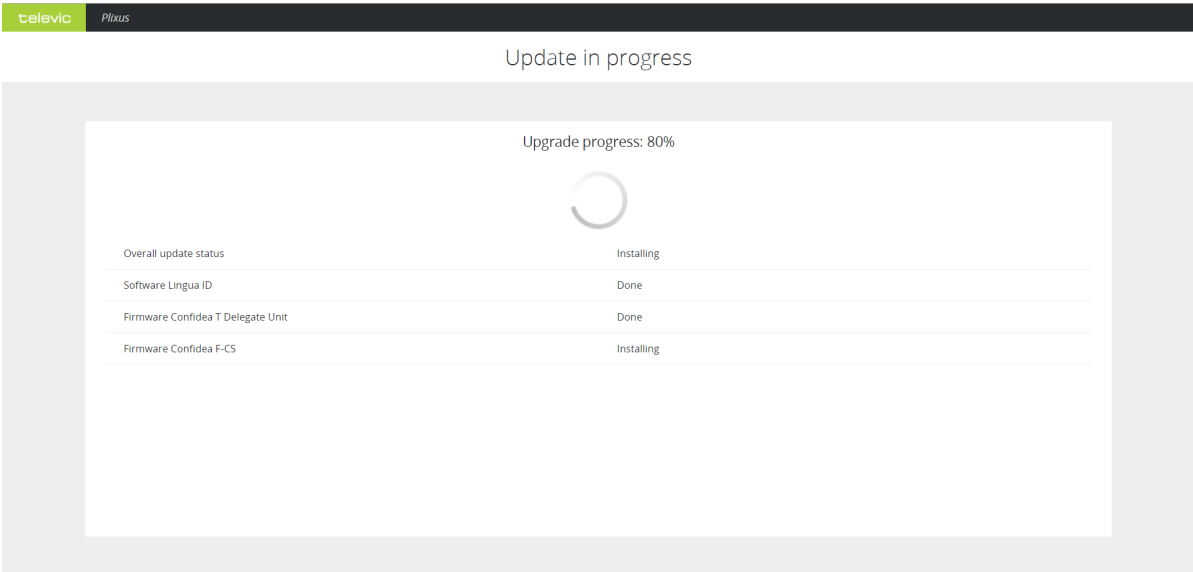 televic Plixus
Update in progress
Upgrade progress: 80%
Overall update status Installing
Software Lingua ID Done
Firmware Confidea T Delegate Unit Done
Firmware Confidea F-CS Installing